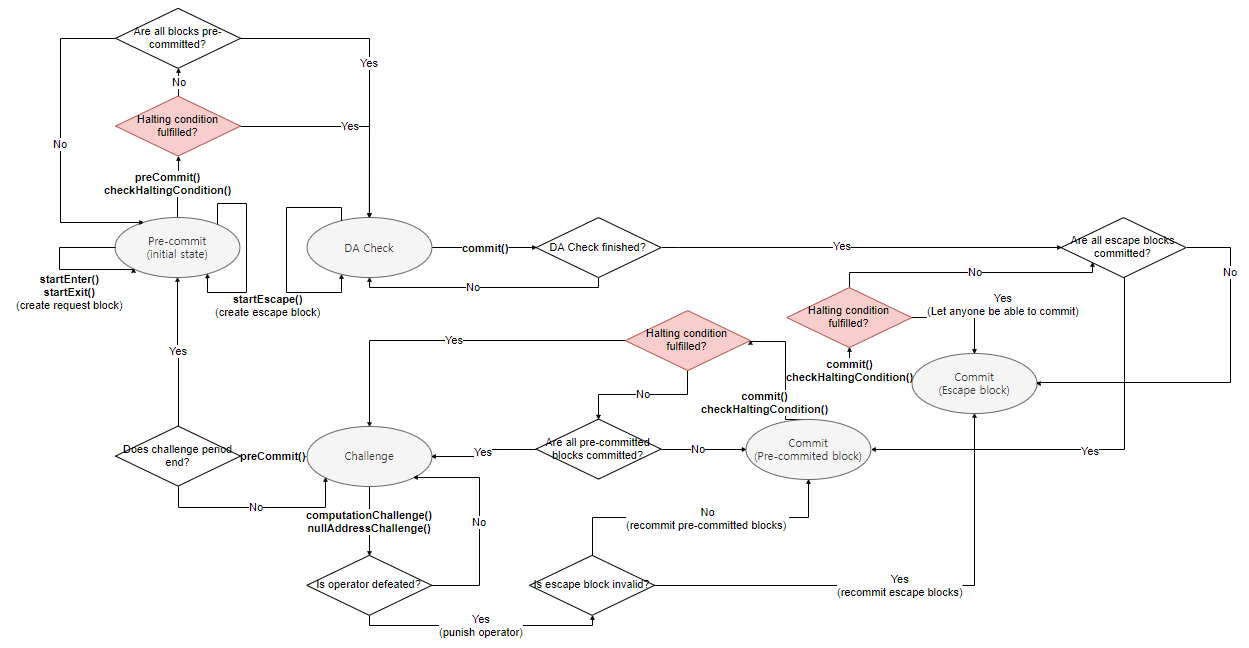 Are all blocks pre-
committed?
Yes
No
Halting condition
fulfilled?
Yes
No
preCommit()
checkHaltingCondition()
Pre-commit
(initial state)
startEnter()
startExit()
(create request block)
startEscape()
(create escape block)
DA Check
commit()
DA Check finished?
No
Yes
Are all escape blocks
committed?
No
No
Halting condition
fulfilled?
Yes
(Let anyone be able to commit)
commit()
checkHaltingCondition()
Commit
(Escape block)
Halting condition
fulfilled?
Yes
No
commit()
checkHaltingCondition()
Commit
(Pre-commited block)
Are all pre-committed
blocks committed?
No
Yes
Yes
Yes
Does challenge period
end?
preCommit()
Challenge
No
computationChallenge()
nullAddressChallenge()
No
Is operator defeated?
Yes
(punish operator)
No
(recommit pre-committed blocks)
Is escape block invalid?
Yes
(recommit escape blocks)